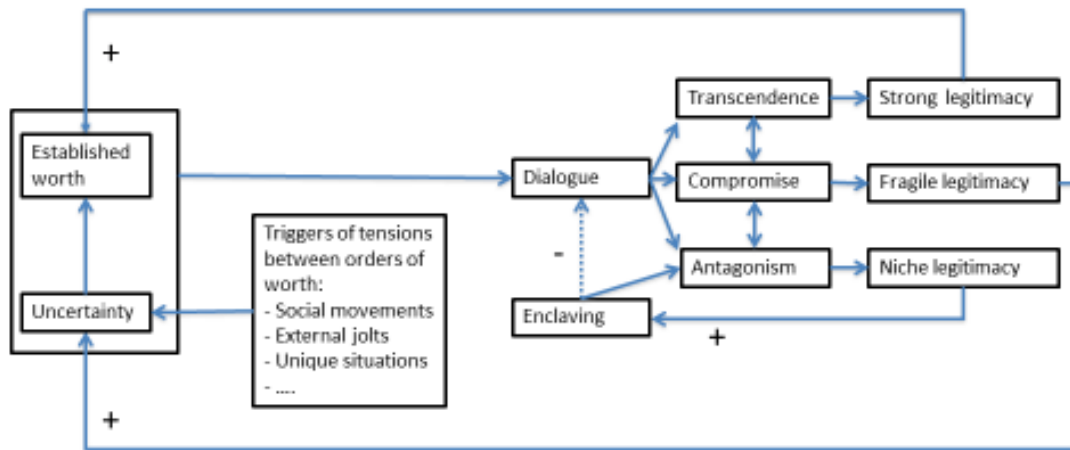 +
Transcendence
Strong legitimacy
Established
worth
Dialogue
Compromise
Fragile legitimacy
Triggers of tensions
between orders of
worth:
- Social movements
- External jolts
- Unique situations
- ....
-
Antagonism
Niche legitimacy
Uncertainty
Enclaving
+
+